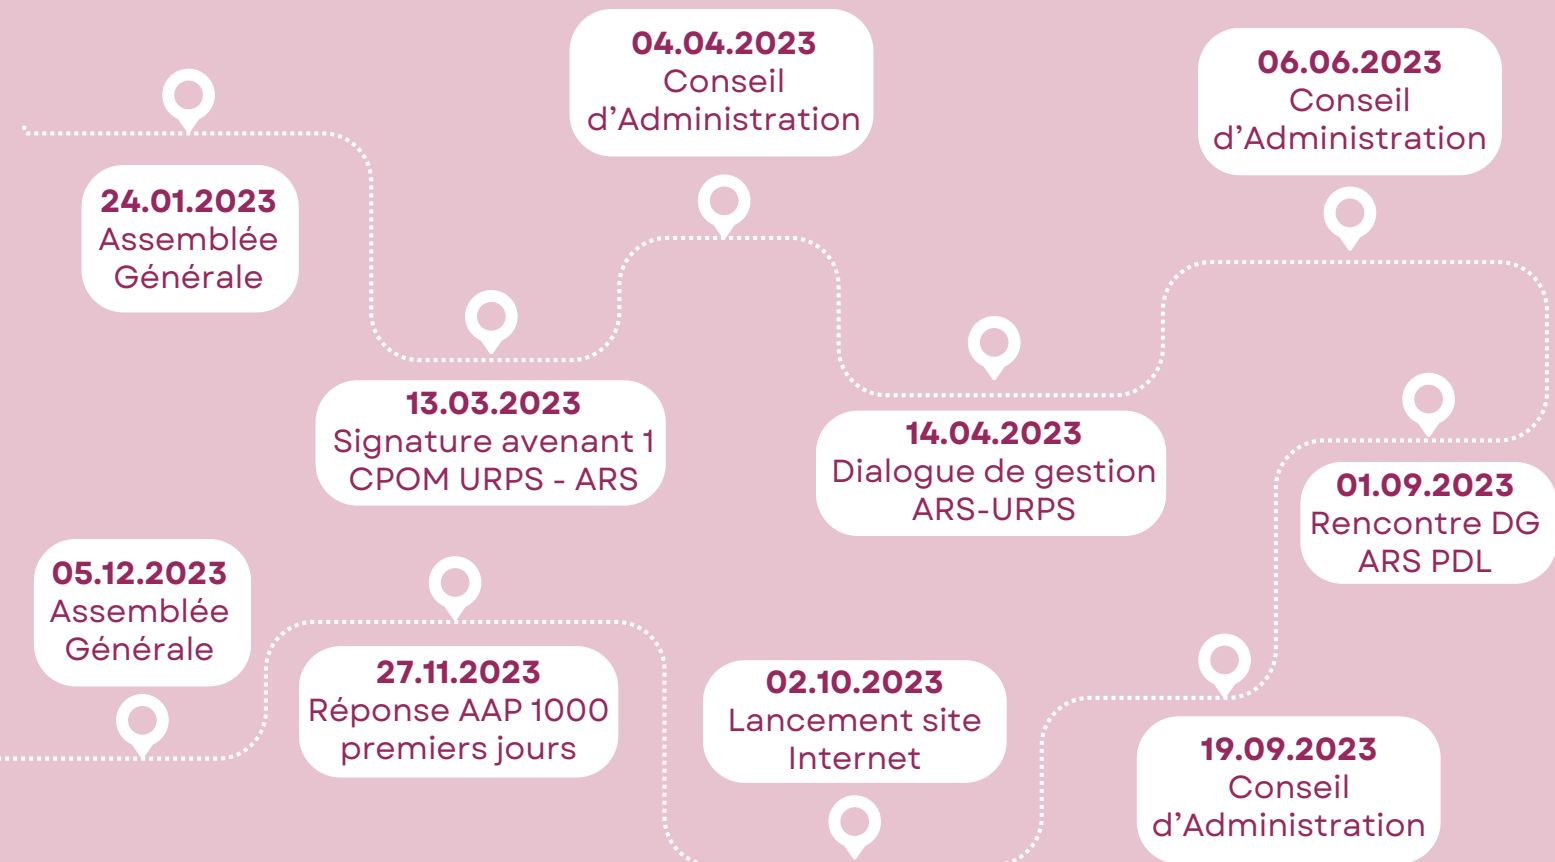 24.01.2023
Assemblée
Générale
13.03.2023
Signature avenant 1
CPOM URPS - ARS
04.04.2023
Conseil
d’Administration
14.04.2023
Dialogue de gestion
ARS-URPS
06.06.2023
Conseil
d’Administration
01.09.2023
Rencontre DG
ARS PDL
19.09.2023
Conseil
d’Administration
02.10.2023
Lancement site
Internet
27.11.2023
Réponse AAP 1000
premiers jours
05.12.2023
Assemblée
Générale